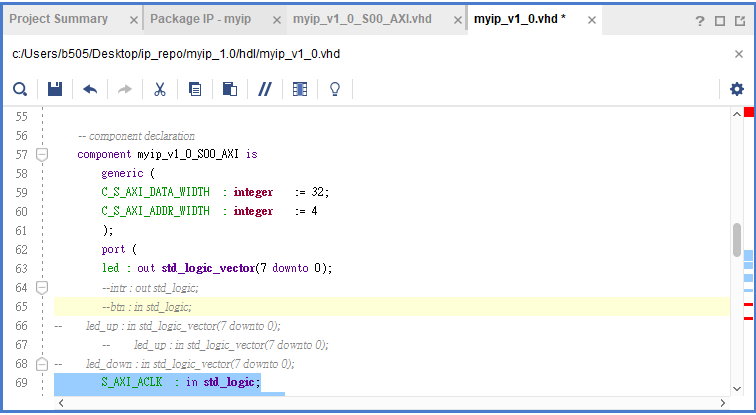 Project Summary × Package IP - myip × myip_v1_0_S00_AXI.vhd × myip_v1_0.vhd * × ?
c:/Users/b505/Desktop/ip_repo/myip_1.0/hdl/myip_v1_0.vhd ×
55
56 -- component declaration
57 component myip_v1_0_S00_AXI is
58 generic (
59 C_S_AXI_DATA_WIDTH : integer := 32;
60 C_S_AXI_ADDR_WIDTH : integer := 4
61 );
62 port (
63 led : out std_logic_vector(7 downto 0);
64 --intr : out std_logic;
65 --btn : in std_logic;
66 -- led_up : in std_logic_vector(7 downto 0);
67 -- led_up : in std_logic_vector(7 downto 0);
68 -- led_down : in std_logic_vector(7 downto 0);
69 S_AXI_ACLK : in std_logic;